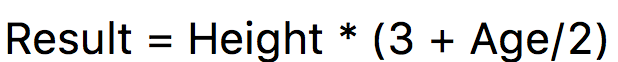 Result = Height * (3 + Age/2)